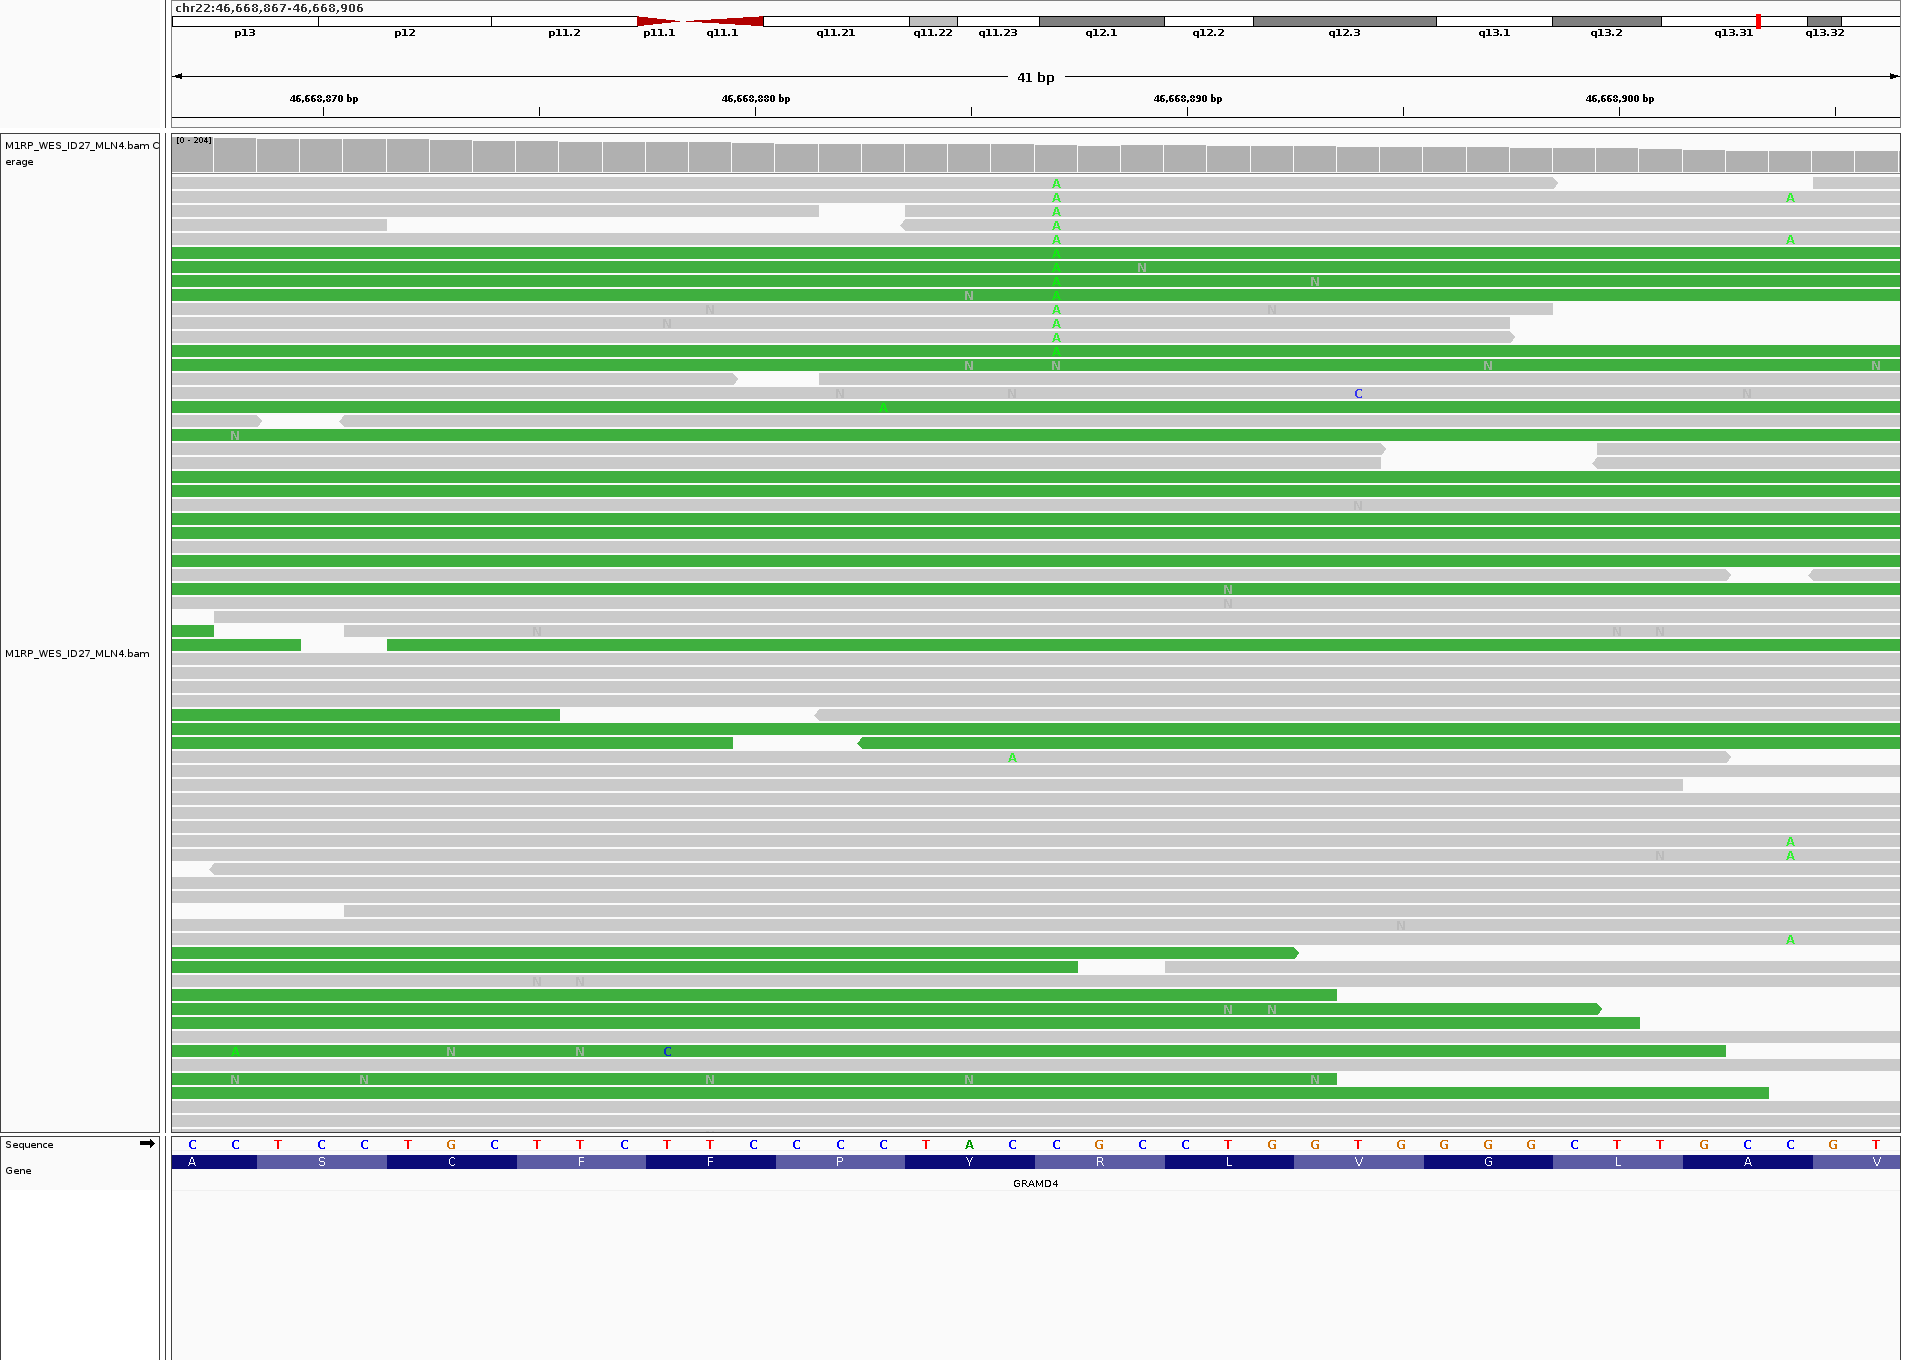 chr22:46,668,867-46,668,906
p13 p12 p11.2 p11.1 q11.1 q11.21 q11.22 q11.23 q12.1 q12.2 q12.3 q13.1 q13.2 q13.31 q13.32
41 bp
46,668,870 bp 46,668,880 bp 46,668,890 bp 46,668,900 bp
M1RP_WES_ID27_MLN4.bam C
erage
[0 - 204]
A
A A
A
A
A A
A
A N
A N
N A
N A N
N A
A
A
N N N N
N N C N
A
N
N
N
N
N N N
M1RP_WES_ID27_MLN4.bam
A
A
N A
N
A
N N
N N
A N N C
N N N N N
Sequence C C T C C T G C T T C T T C C C C T A C C G C C T G G T G G G G C T T G C C G T
Gene A S C F F P Y R L V G L A V
GRAMD4